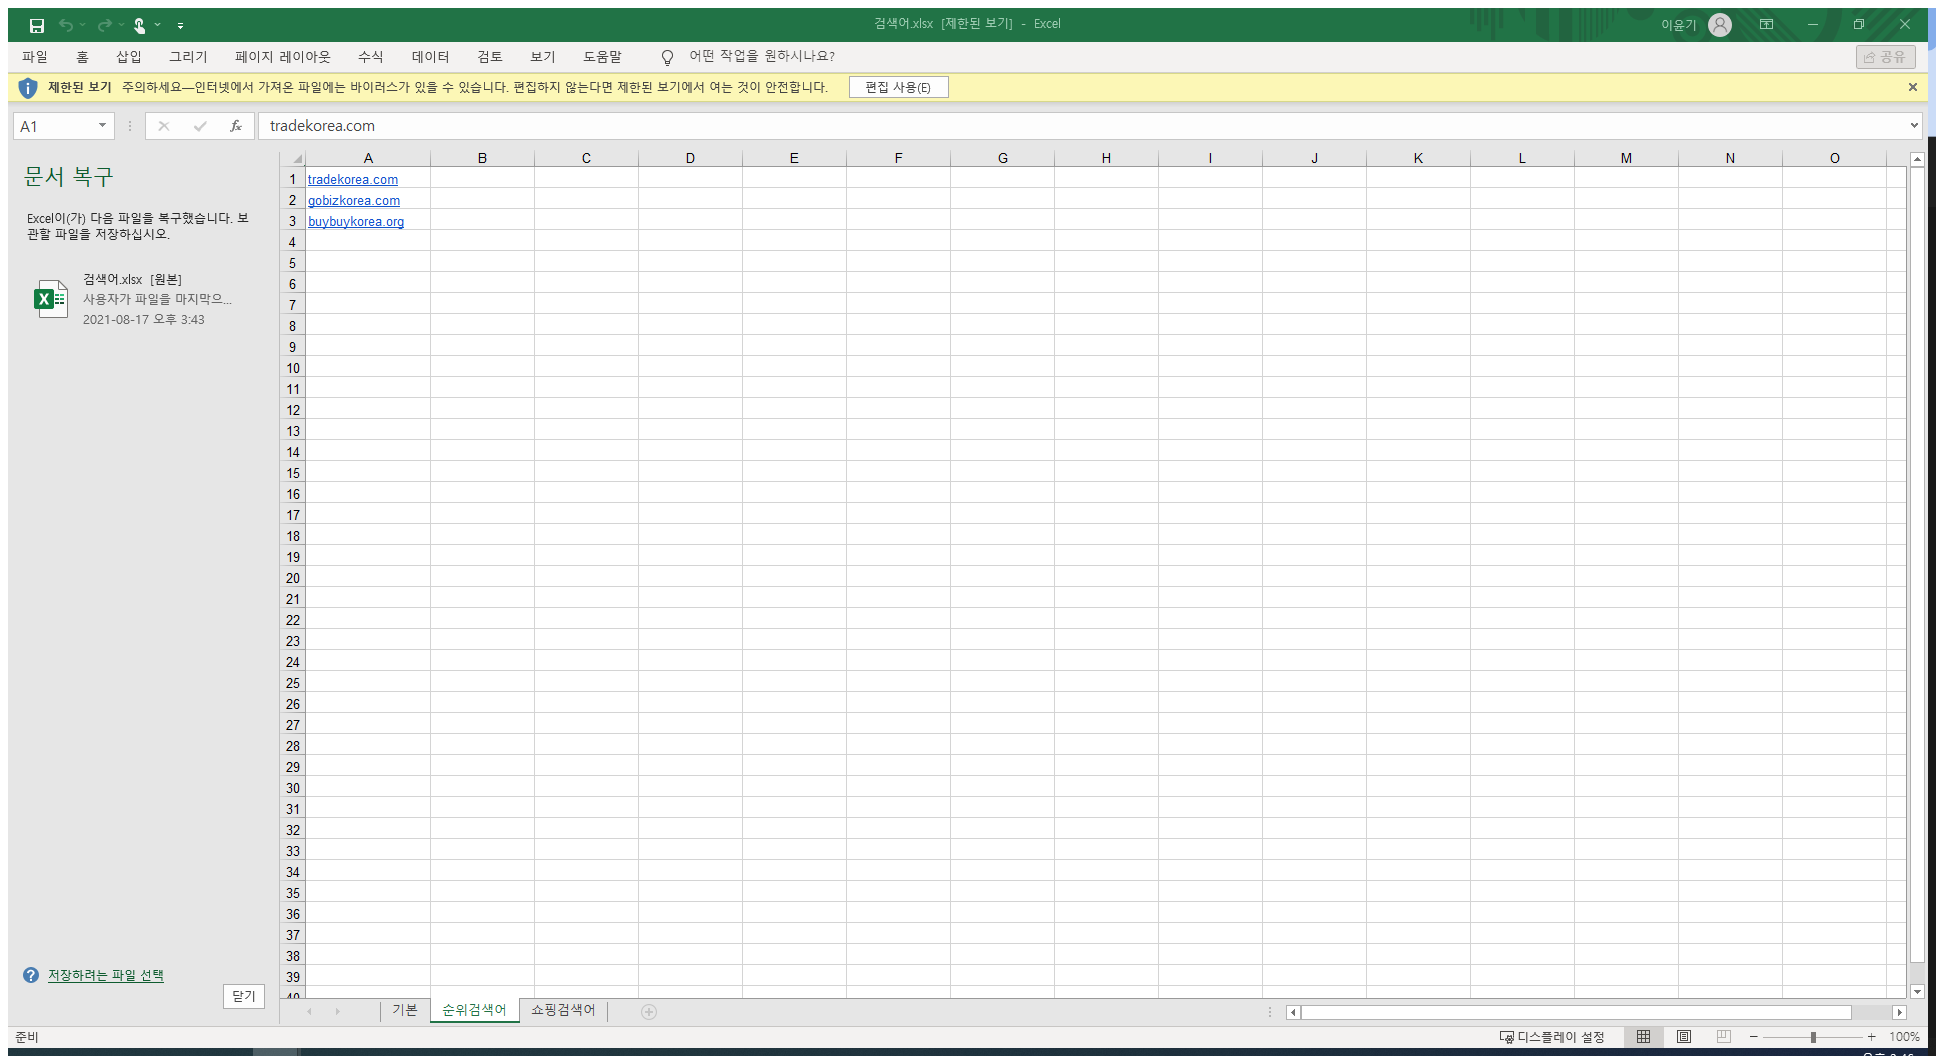 검색어.xlsx [제한된 보기] - Excel
이윤기
파일 홈 삽입 그리기 페이지 레이아웃 수식 데이터 검토 보기 도움말 어떤 작업을 원하시나요? 공유
제한된 보기 주의하세요—인터넷에서 가져온 파일에는 바이러스가 있을 수 있습니다. 편집하지 않는다면 제한된 보기에서 여는 것이 안전합니다. 편집 사용(E)
A1 fx tradekorea.com
문서 복구
Excel이(가) 다음 파일을 복구했습니다. 보
관할 파일을 저장하십시오.
검색어.xlsx [원본]
사용자가 파일을 마지막으...
2021-08-17 오후 3:43
저장하려는 파일 선택
닫기
A B C D E F G H I J K L M N O
1 tradekorea.com
2 gobizkorea.com
3 buybuykorea.org
4
5
6
7
8
9
10
11
12
13
14
15
16
17
18
19
20
21
22
23
24
25
26
27
28
29
30
31
32
33
34
35
36
37
38
39
40
기본 순위검색어 쇼핑검색어
준비 디스플레이 설정 100%